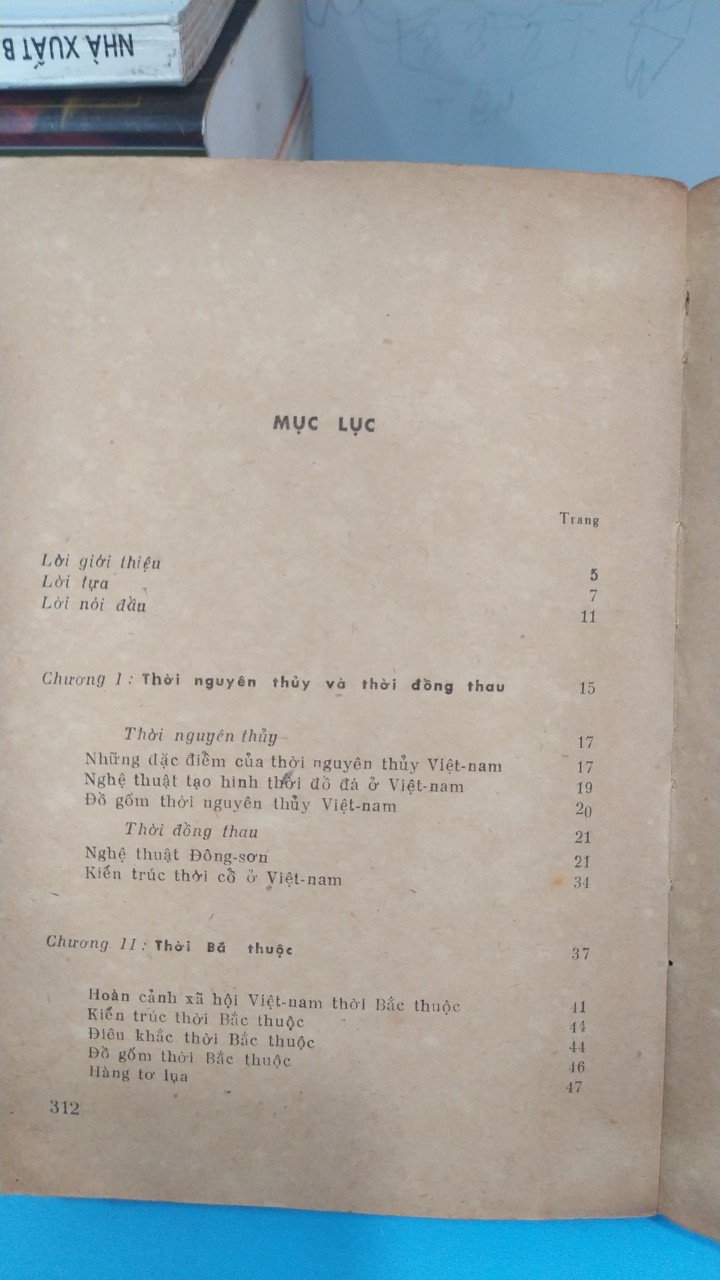 NHÀ XUẤT B
MỤC LỤC
Trang
Lời giới thiệu 5
Lời tựa 7
Lời nói đầu 11
Chương I : Thời nguyên thủy và thời đồng thau 15
Thời nguyên thủy 17
Những đặc điểm của thời nguyên thủy Việt-nam 17
Nghệ thuật tạo hình thời đồ đá ở Việt-nam 19
Đồ gốm thời nguyên thủy Việt-nam 20
Thời đồng thau 21
Nghệ thuật Đông-sơn 21
Kiến trúc thời cổ ở Việt-nam 34
Chương II : Thời Bắ thuộc 37
Hoàn cảnh xã hội Việt-nam thời Bắc thuộc 41
Kiến trúc thời Bắc thuộc 44
Điêu khắc thời Bắc thuộc 44
Đồ gốm thời Bắc thuộc 46
Hàng tơ lụa 47
312